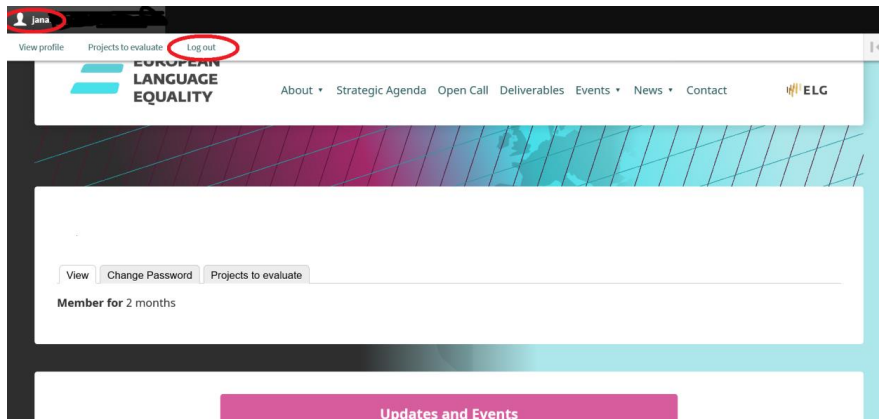 jana
View profile Projects to evaluate Log out
EUROPEAN
LANGUAGE
EQUALITY
About Strategic Agenda Open Call Deliverables Events News Contact
ELG
View Change Password Projects to evaluate
Member for 2 months
Updates and Events